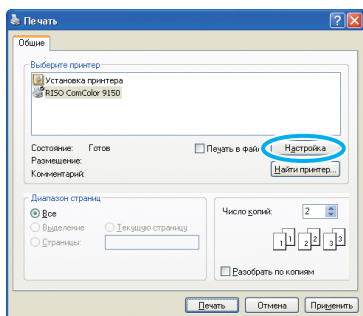 Печать
Общие
Выберите принтер
Установка принтера
RISO ComColor 9150
Состояние: Готов
Печать в файл
Настройка
Размещение:
Комментарий:
Найти принтер...
Диапазон страниц
Все
Выделение
Текущую страницу
Страницы:
Число копий: 2
1 1 2 2 3 3
Разобрать по копиям
Печать Отмена Применить